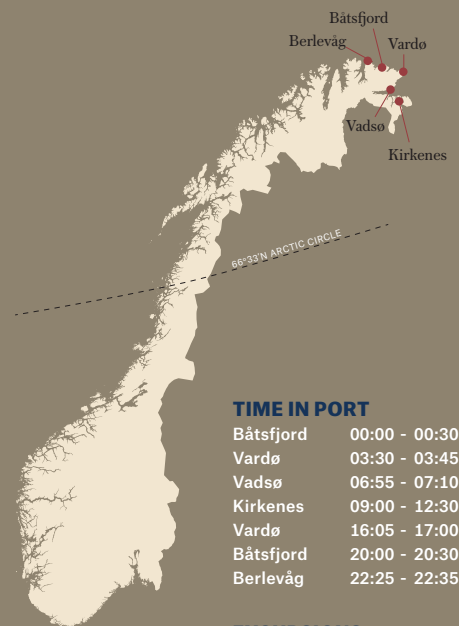 Båtsfjord
Berlevåg
Vardø
Vadsø
Kirkenes
66°33'N ARCTIC CIRCLE
TIME IN PORT
Båtsfjord 00:00 - 00:30
Vardø 03:30 - 03:45
Vadsø 06:55 - 07:10
Kirkenes 09:00 - 12:30
Vardø 16:05 - 17:00
Båtsfjord 20:00 - 20:30
Berlevåg 22:25 - 22:35